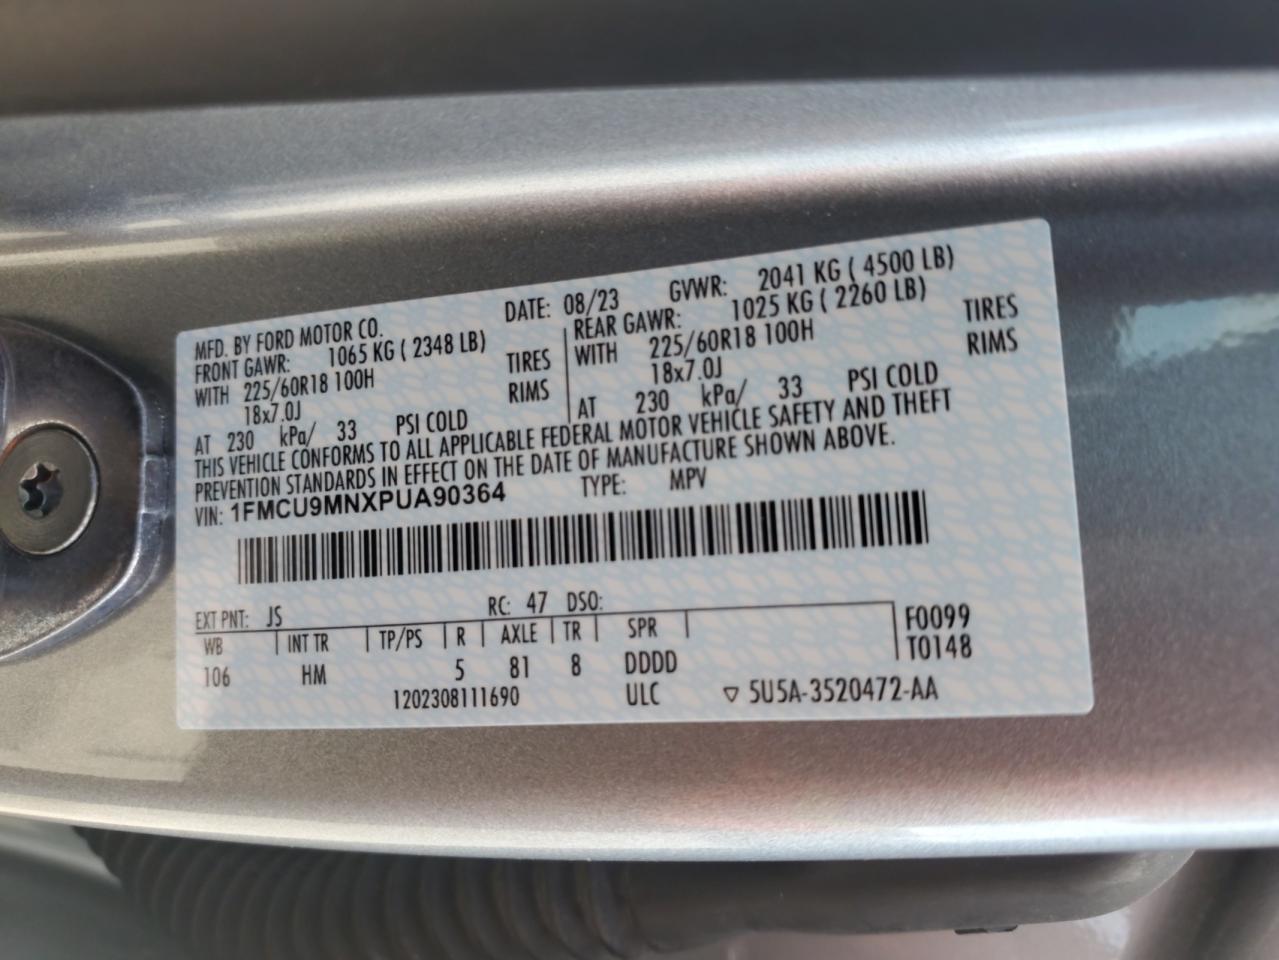 MFD. BY FORD MOTOR CO. DATE: 08/23 GVWR: 2041 KG ( 4500 LB)
FRONT GAWR: 1065 KG ( 2348 LB) REAR GAWR: 1025 KG ( 2260 LB)
WITH 225/60R18 100H TIRES WITH 225/60R18 100H TIRES
18x7.0J RIMS 18x7.0J RIMS
AT 230 kPa/ 33 PSI COLD AT 230 kPa/ 33 PSI COLD
THIS VEHICLE CONFORMS TO ALL APPLICABLE FEDERAL MOTOR VEHICLE SAFETY AND THEFT
PREVENTION STANDARDS IN EFFECT ON THE DATE OF MANUFACTURE SHOWN ABOVE.
VIN: 1FMCU9MNXPUA90364 TYPE: MPV
EXT PNT: JS RC: 47 DSO:
WB INT TR TP/PS R AXLE TR SPR F0099
106 HM 5 81 8 DDDD T0148
1202308111690 ULC ▽ 5U5A-3520472-AA